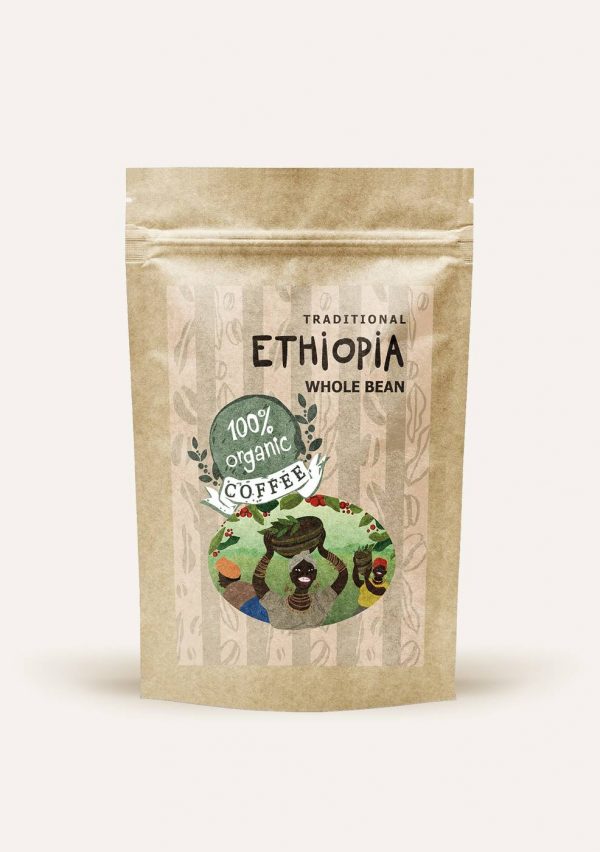 TRADITIONAL
ETHiOPiA
WHOLE BEAN
100%
organic
COFFEE